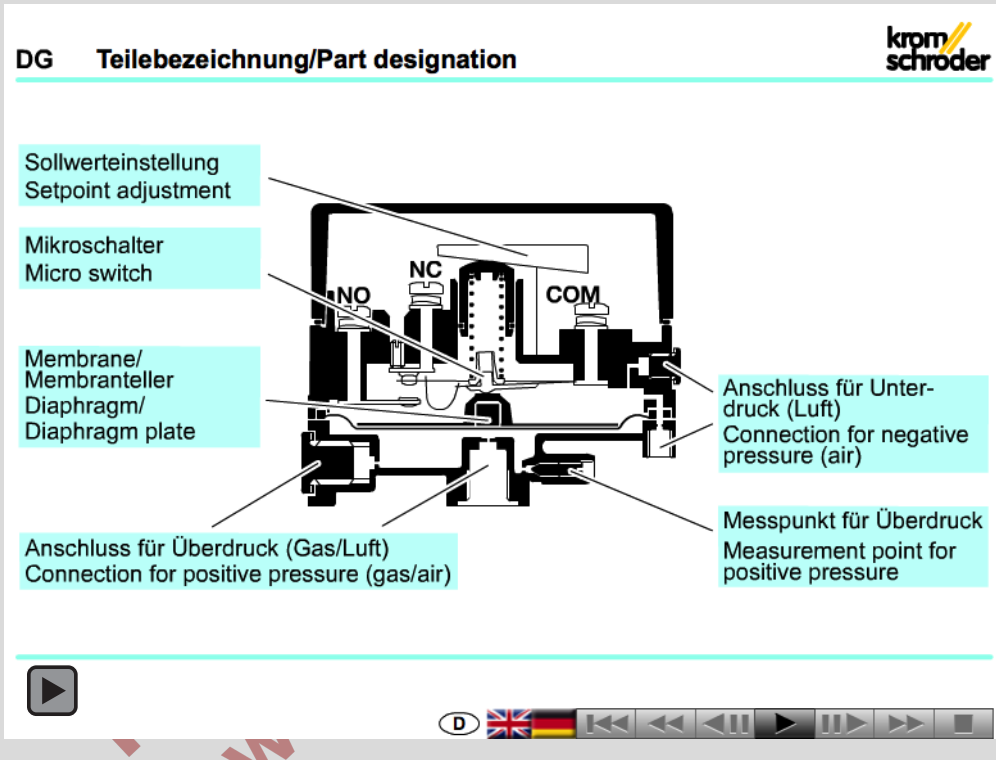 DG Teilebezeichnung/Part designation
krom//
schroder
Sollwerteinstellung
Setpoint adjustment
Mikroschalter
Micro switch
NC
NO
COM
Membrane/
Membranteller
Diaphragm/
Diaphragm plate
Anschluss für Unter-
druck (Luft)
Connection for negative
pressure (air)
Messpunkt für Überdruck
Measurement point for
positive pressure
Anschluss für Überdruck (Gas/Luft)
Connection for positive pressure (gas/air)
D